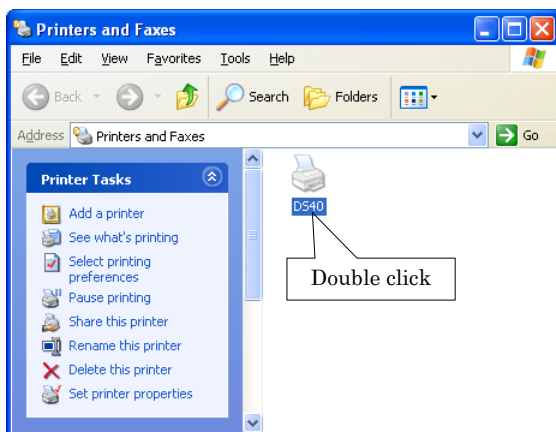 Printers and Faxes
File Edit View Favorites Tools Help
Back Search Folders
Address Printers and Faxes Go
Printer Tasks
Add a printer
See what's printing
Select printing
preferences
Pause printing
Share this printer
Rename this printer
Delete this printer
Set printer properties
DS40
Double click